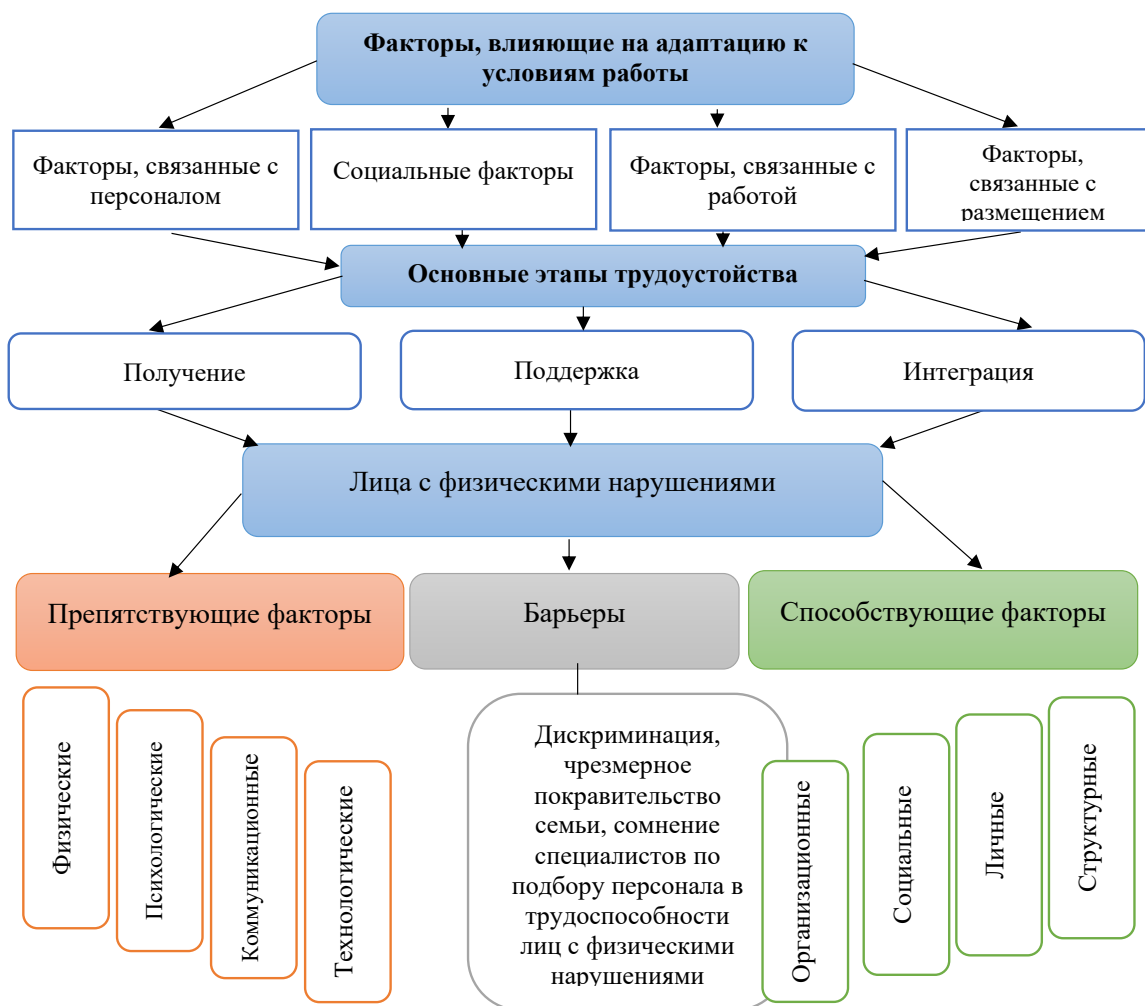 Факторы, влияющие на адаптацию к
условиям работы
Факторы, связанные с
персоналом
Социальные факторы
Факторы, связанные с
работой
Факторы,
связанные с
размещением
Основные этапы трудоустойства
Получение
Поддержка
Интеграция
Лица с физическими нарушениями
Препятствующие факторы
Барьеры
Способствующие факторы
Физические
Психологические
Коммуникационные
Технологические
Дискриминация,
чрезмерное
покравительство
семьи, сомнение
специалистов по
подбору персонала в
трудоспособности
лиц с физическими
нарушениями
Организационные
Социальные
Личные
Структурные